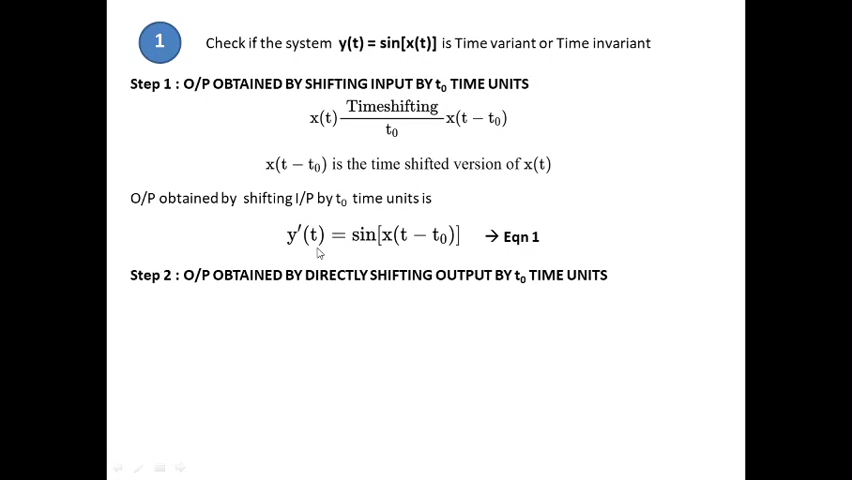 1
Check if the system y(t) = sin[x(t)] is Time variant or Time invariant
Step 1 : O/P OBTAINED BY SHIFTING INPUT BY t₀ TIME UNITS
x(t) Timeshifting/t₀ x(t − t₀)
x(t − t₀) is the time shifted version of x(t)
O/P obtained by shifting I/P by t₀ time units is
y′(t) = sin[x(t − t₀)] → Eqn 1
Step 2 : O/P OBTAINED BY DIRECTLY SHIFTING OUTPUT BY t₀ TIME UNITS